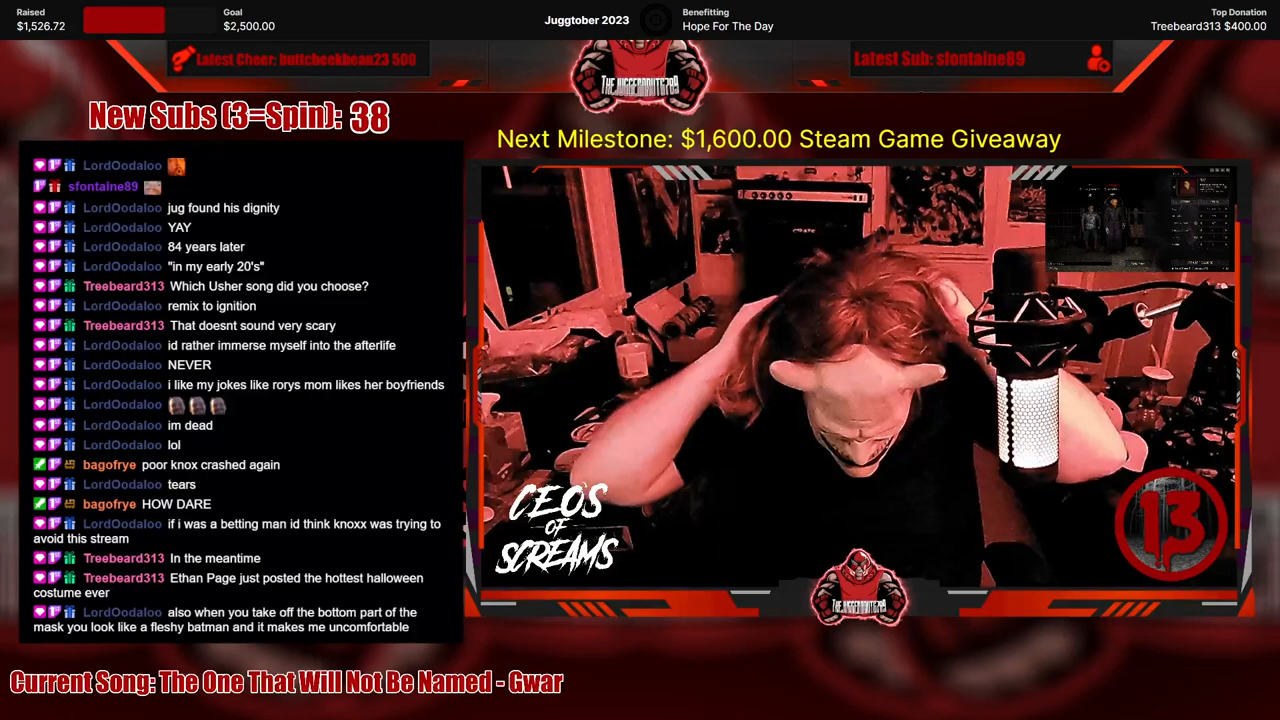 Raised
$1,526.72
Goal
$2,500.00
Juggtober 2023
Benefitting
Hope For The Day
Top Donation
Treebeard313 $400.00
Latest Cheer: buttcheekbean23 500
THEJUGGERNAUT6789
Latest Sub: sfontaine89
New Subs (3=Spin): 38
Next Milestone: $1,600.00 Steam Game Giveaway
LordOodaloo
sfontaine89
LordOodaloo jug found his dignity
LordOodaloo YAY
LordOodaloo 84 years later
LordOodaloo "in my early 20's"
Treebeard313 Which Usher song did you choose?
LordOodaloo remix to ignition
Treebeard313 That doesnt sound very scary
LordOodaloo id rather immerse myself into the afterlife
LordOodaloo NEVER
LordOodaloo i like my jokes like rorys mom likes her boyfriends
LordOodaloo
LordOodaloo im dead
LordOodaloo lol
bagofrye poor knox crashed again
LordOodaloo tears
bagofrye HOW DARE
LordOodaloo if i was a betting man id think knoxx was trying to
avoid this stream
Treebeard313 In the meantime
Treebeard313 Ethan Page just posted the hottest halloween
costume ever
LordOodaloo also when you take off the bottom part of the
mask you look like a fleshy batman and it makes me uncomfortable
CRATE
CEO'S
OF
SCREAMS
13
THEJUGGERNAUT6789
Current Song: The One That Will Not Be Named - Gwar